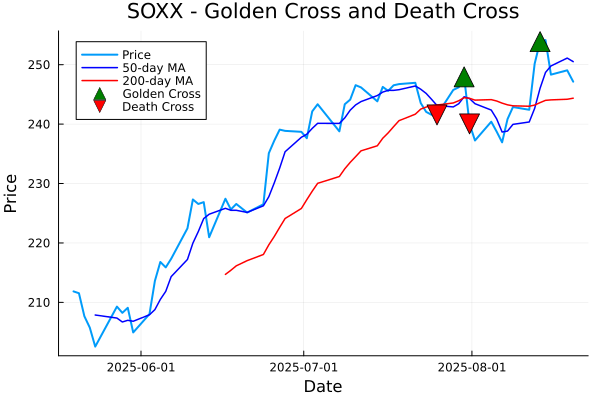 SOXX - Golden Cross and Death Cross
Price
50-day MA
200-day MA
Golden Cross
Death Cross
250
240
230
220
210
Price
2025-06-01
2025-07-01
2025-08-01
Date